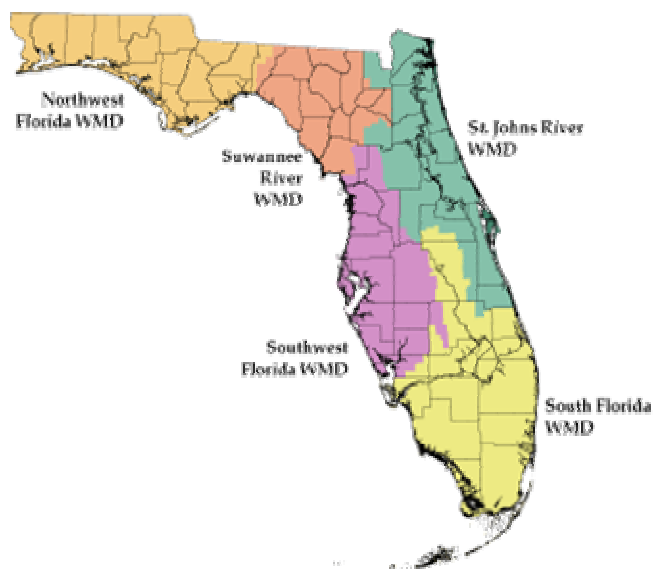 Northwest
Florida WMD
St. Johns River
WMD
Suwannee
River
WMD
Southwest
Florida WMD
South Florida
WMD